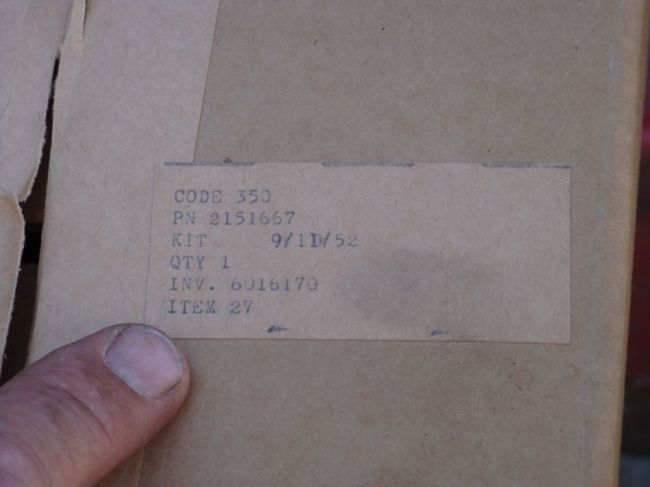 CODE 350
PN 2151667
KIT 9/11/52
QTY 1
INV. 6016170
ITEM 27